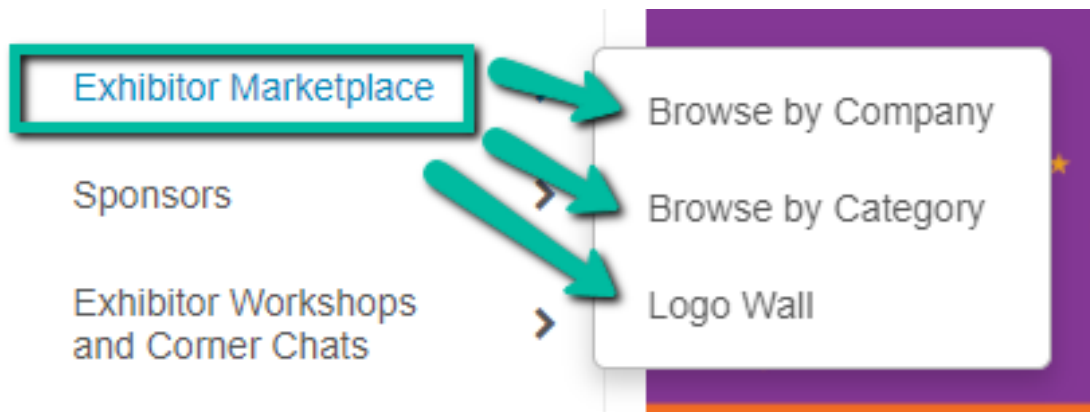 Exhibitor Marketplace
Sponsors
Exhibitor Workshops
and Corner Chats
Browse by Company
Browse by Category
Logo Wall